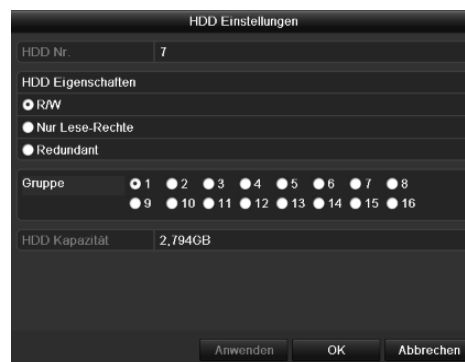 HDD Einstellungen
HDD Nr. 7
HDD Eigenschaften
R/W
Nur Lese-Rechte
Redundant
Gruppe 1 2 3 4 5 6 7 8
9 10 11 12 13 14 15 16
HDD Kapazität 2,794GB
Anwenden OK Abbrechen